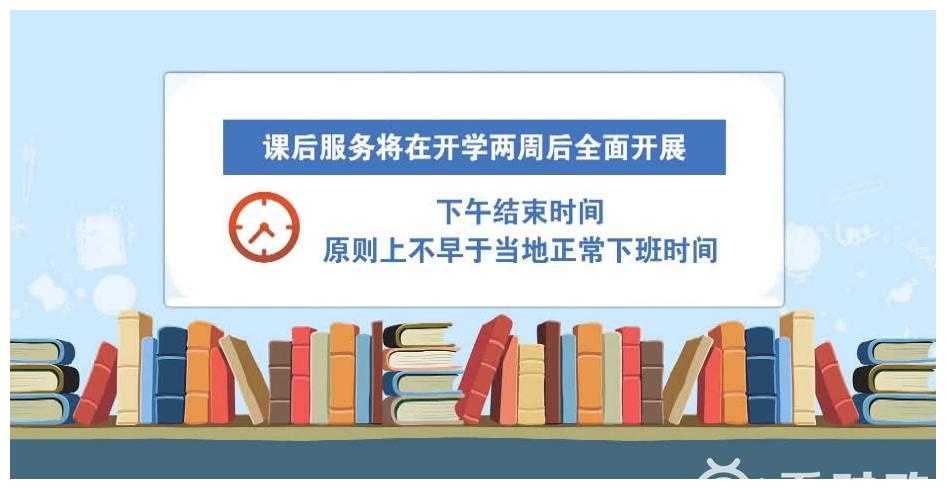 课后服务将在开学两周后全面开展
下午结束时间
原则上不早于当地正常下班时间